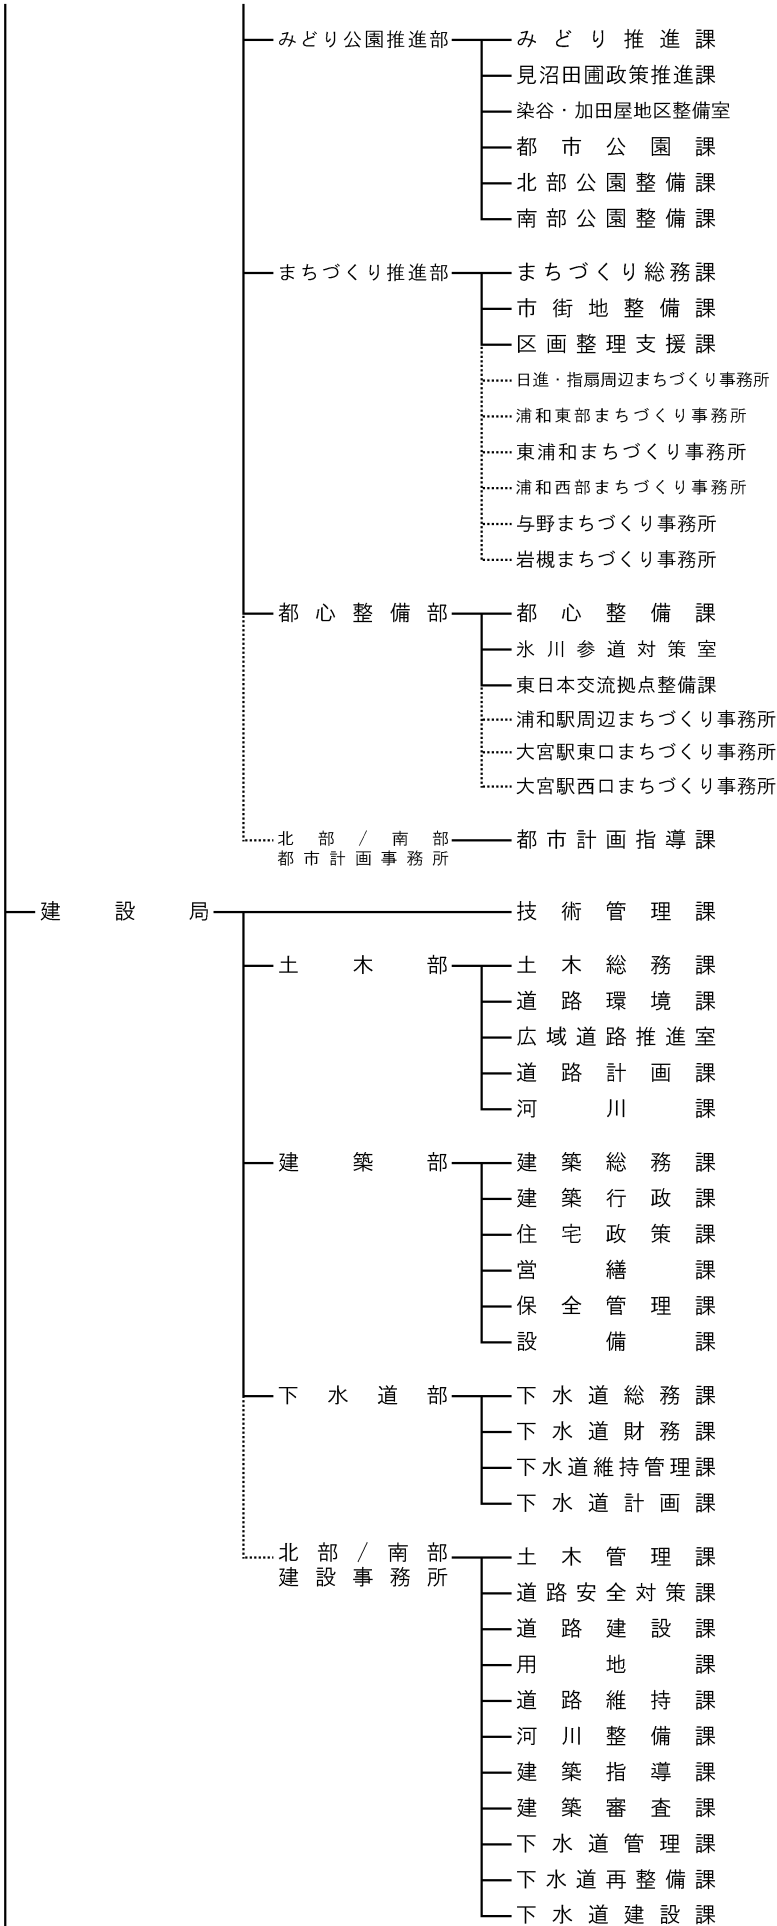 みどり公園推進部
みどり推進課
見沼田圃政策推進課
染谷・加田屋地区整備室
都市公園課
北部公園整備課
南部公園整備課
まちづくり推進部
まちづくり総務課
市街地整備課
区画整理支援課
日進・指扇周辺まちづくり事務所
浦和東部まちづくり事務所
東浦和まちづくり事務所
浦和西部まちづくり事務所
与野まちづくり事務所
岩槻まちづくり事務所
都心整備部
都心整備課
氷川参道対策室
東日本交流拠点整備課
浦和駅周辺まちづくり事務所
大宮駅東口まちづくり事務所
大宮駅西口まちづくり事務所
北部/南部
都市計画事務所
都市計画指導課
建設局
技術管理課
土木部
土木総務課
道路環境課
広域道路推進室
道路計画課
河川課
建築部
建築総務課
建築行政課
住宅政策課
営繕課
保全管理課
設備課
下水道部
下水道総務課
下水道財務課
下水道維持管理課
下水道計画課
北部/南部
建設事務所
土木管理課
道路安全対策課
道路建設課
用地課
道路維持課
河川整備課
建築指導課
建築審査課
下水道管理課
下水道再整備課
下水道建設課